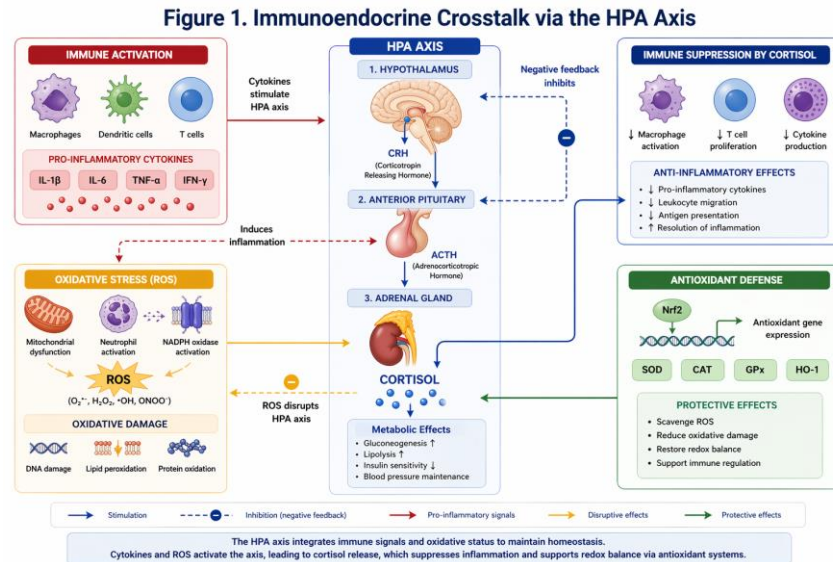 Figure 1. Immunoendocrine Crosstalk via the HPA Axis
IMMUNE ACTIVATION
Macrophages
Dendritic cells
T cells
PRO-INFLAMMATORY CYTOKINES
IL-1β
IL-6
TNF-α
IFN-γ
Cytokines
stimulate
HPA axis
Induces
inflammation
OXIDATIVE STRESS (ROS)
Mitochondrial
dysfunction
Neutrophil
activation
NADPH oxidase
activation
ROS
(O₂•⁻, H₂O₂, •OH, ONOO⁻)
OXIDATIVE DAMAGE
DNA damage
Lipid peroxidation
Protein oxidation
ROS disrupts
HPA axis
HPA AXIS
1. HYPOTHALAMUS
CRH
(Corticotropin
Releasing Hormone)
2. ANTERIOR PITUITARY
ACTH
(Adrenocorticotropic
Hormone)
3. ADRENAL GLAND
CORTISOL
Metabolic Effects
• Gluconeogenesis ↑
• Lipolysis ↑
• Insulin sensitivity ↓
• Blood pressure maintenance
Negative feedback
inhibits
IMMUNE SUPPRESSION BY CORTISOL
↓ Macrophage
activation
↓ T cell
proliferation
↓ Cytokine
production
ANTI-INFLAMMATORY EFFECTS
• ↓ Pro-inflammatory cytokines
• ↓ Leukocyte migration
• ↓ Antigen presentation
• ↑ Resolution of inflammation
ANTIOXIDANT DEFENSE
Nrf2
Antioxidant gene
expression
SOD
CAT
GPx
HO-1
PROTECTIVE EFFECTS
• Scavenge ROS
• Reduce oxidative damage
• Restore redox balance
• Support immune regulation
Stimulation
Inhibition (negative feedback)
Pro-inflammatory signals
Disruptive effects
Protective effects
The HPA axis integrates immune signals and oxidative status to maintain homeostasis.
Cytokines and ROS activate the axis, leading to cortisol release, which suppresses inflammation and supports redox balance via antioxidant systems.